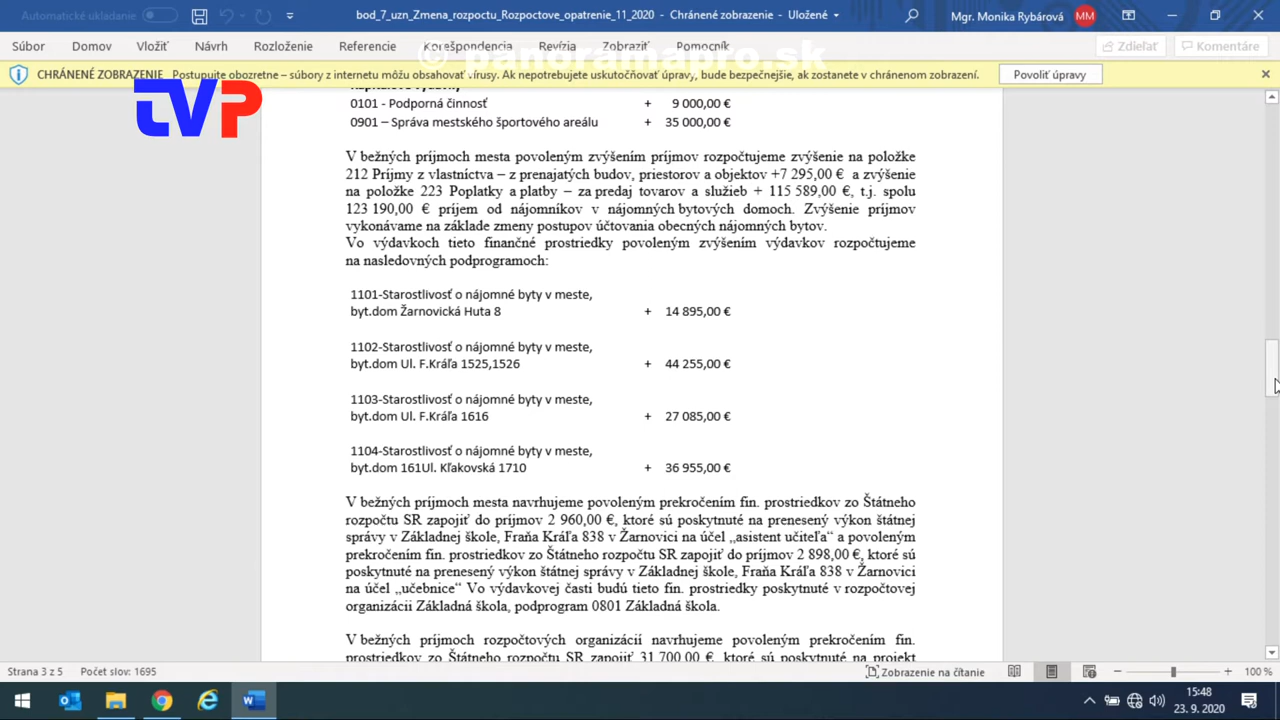 Automatické ukladanie
bod_7_uzn_Zmena_rozpoctu_Rozpoctove_opatrenie_11_2020 - Chránené zobrazenie - Uložené
Mgr. Monika Rybárová MM
Súbor Domov Vložiť Návrh Rozloženie Referencie Korešpondencia Revízia Zobraziť Pomocník Zdieľať Komentáre
© panoramapro.sk
CHRÁNENÉ ZOBRAZENIE Postupujte obozretne – súbory z internetu môžu obsahovať vírusy. Ak nepotrebujete uskutočňovať úpravy, bude bezpečnejšie, ak zostanete v chránenom zobrazení. Povoliť úpravy
TVP
0101 - Podporná činnosť + 9 000,00 €
0901 – Správa mestského športového areálu + 35 000,00 €
V bežných príjmoch mesta povoleným zvýšením príjmov rozpočtujeme zvýšenie na položke
212 Príjmy z vlastníctva – z prenajatých budov, priestorov a objektov +7 295,00 € a zvýšenie
na položke 223 Poplatky a platby – za predaj tovarov a služieb + 115 589,00 €, t.j. spolu
123 190,00 € príjem od nájomníkov v nájomných bytových domoch. Zvýšenie príjmov
vykonávame na základe zmeny postupov účtovania obecných nájomných bytov.
Vo výdavkoch tieto finančné prostriedky povoleným zvýšením výdavkov rozpočtujeme
na nasledovných podprogramoch:
1101-Starostlivosť o nájomné byty v meste,
byt.dom Žarnovická Huta 8 + 14 895,00 €
1102-Starostlivosť o nájomné byty v meste,
byt.dom Ul. F.Kráľa 1525,1526 + 44 255,00 €
1103-Starostlivosť o nájomné byty v meste,
byt.dom Ul. F.Kráľa 1616 + 27 085,00 €
1104-Starostlivosť o nájomné byty v meste,
byt.dom 161Ul. Kľakovská 1710 + 36 955,00 €
V bežných príjmoch mesta navrhujeme povoleným prekročením fin. prostriedkov zo Štátneho
rozpočtu SR zapojiť do príjmov 2 960,00 €, ktoré sú poskytnuté na prenesený výkon štátnej
správy v Základnej škole, Fraňa Kráľa 838 v Žarnovici na účel „asistent učiteľa“ a povoleným
prekročením fin. prostriedkov zo Štátneho rozpočtu SR zapojiť do príjmov 2 898,00 €, ktoré sú
poskytnuté na prenesený výkon štátnej správy v Základnej škole, Fraňa Kráľa 838 v Žarnovici
na účel „učebnice“ Vo výdavkovej časti budú tieto fin. prostriedky poskytnuté v rozpočtovej
organizácii Základná škola, podprogram 0801 Základná škola.
V bežných príjmoch rozpočtových organizácií navrhujeme povoleným prekročením fin.
prostriedkov zo Štátneho rozpočtu SR zapojiť 31 700,00 €, ktoré sú poskytnuté na projekt
Strana 3 z 5 Počet slov: 1695 Zobrazenie na čítanie 100 %
15:48
23. 9. 2020